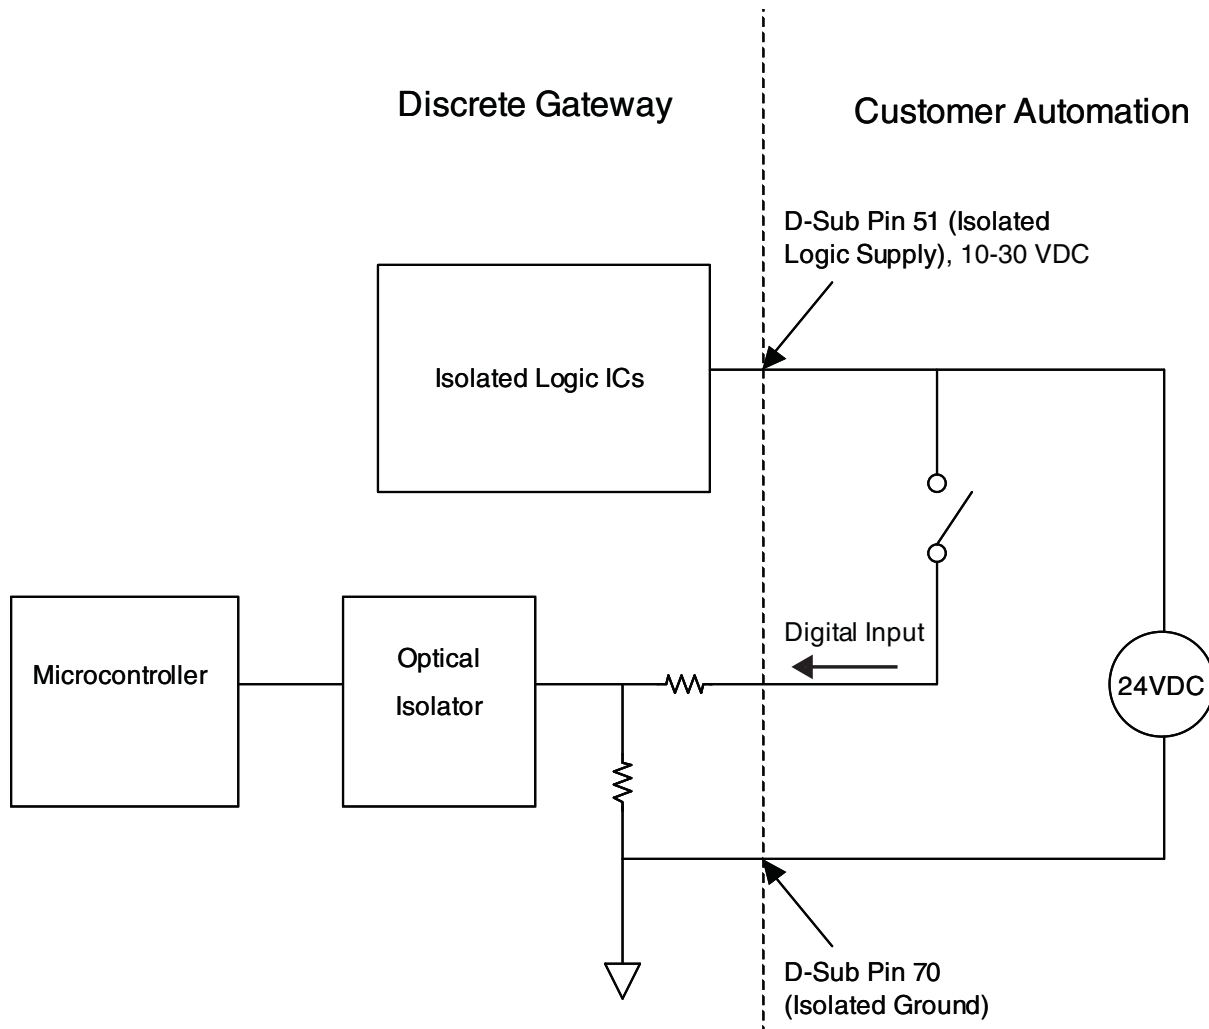 Discrete Gateway
Customer Automation
D-Sub Pin 51 (Isolated
Logic Supply), 10-30 VDC
Isolated Logic ICs
Digital Input
Microcontroller
Optical
Isolator
24VDC
D-Sub Pin 70
(Isolated Ground)